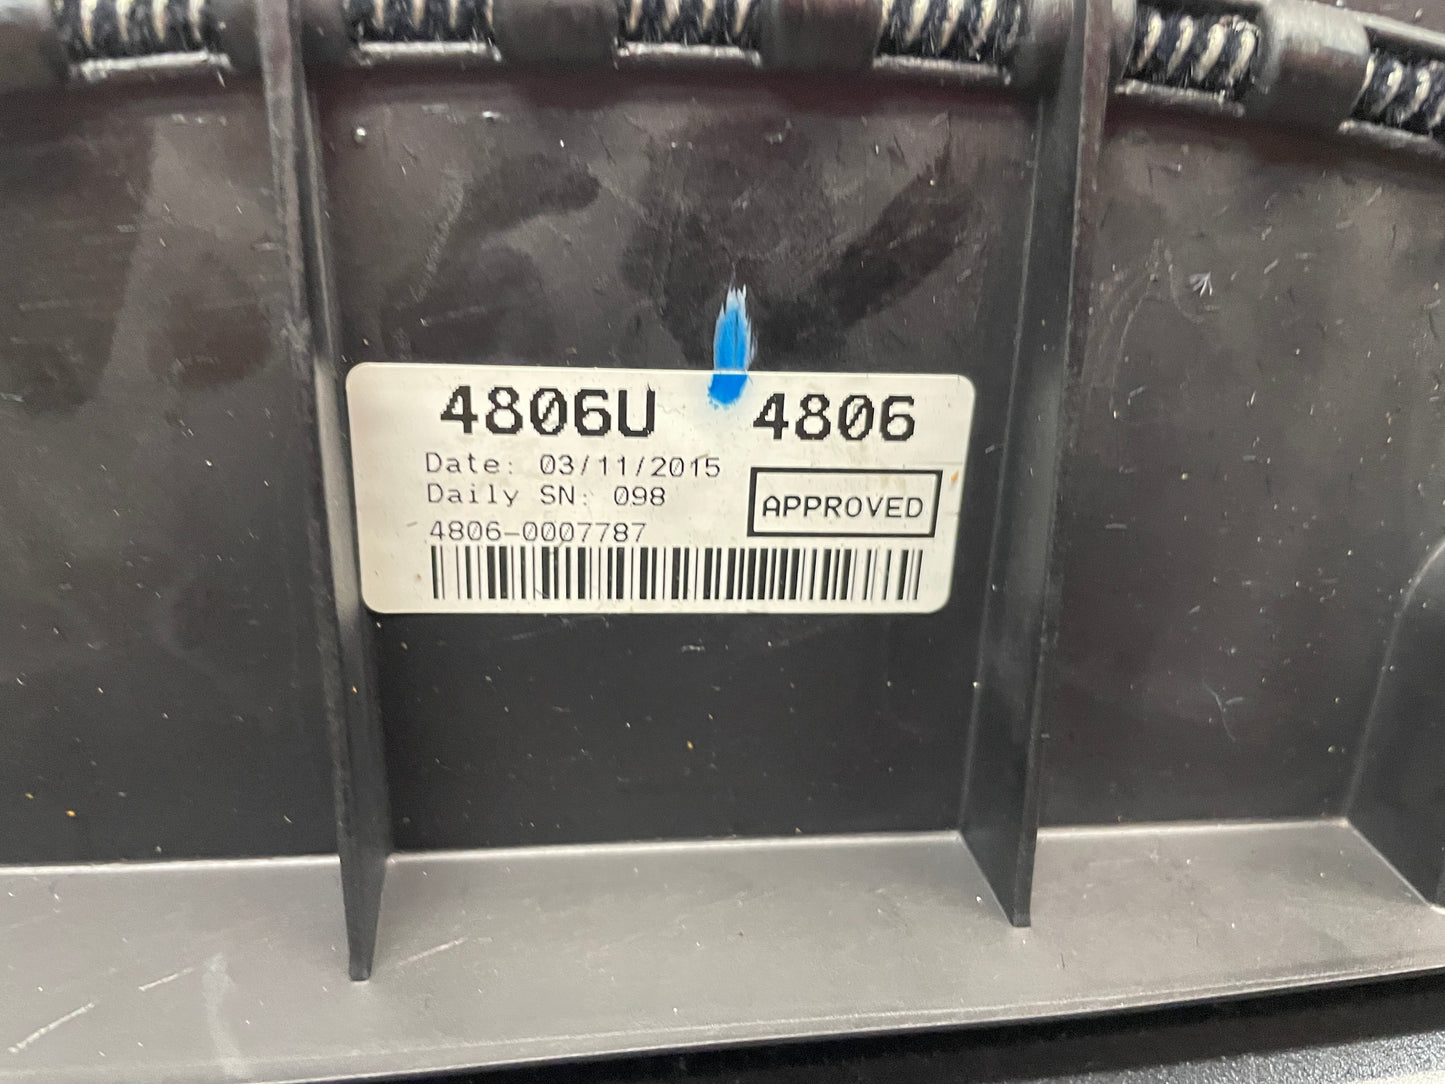 4806U 4806
Date: 03/11/2015
Daily SN: 098
APPROVED
4806-0007787